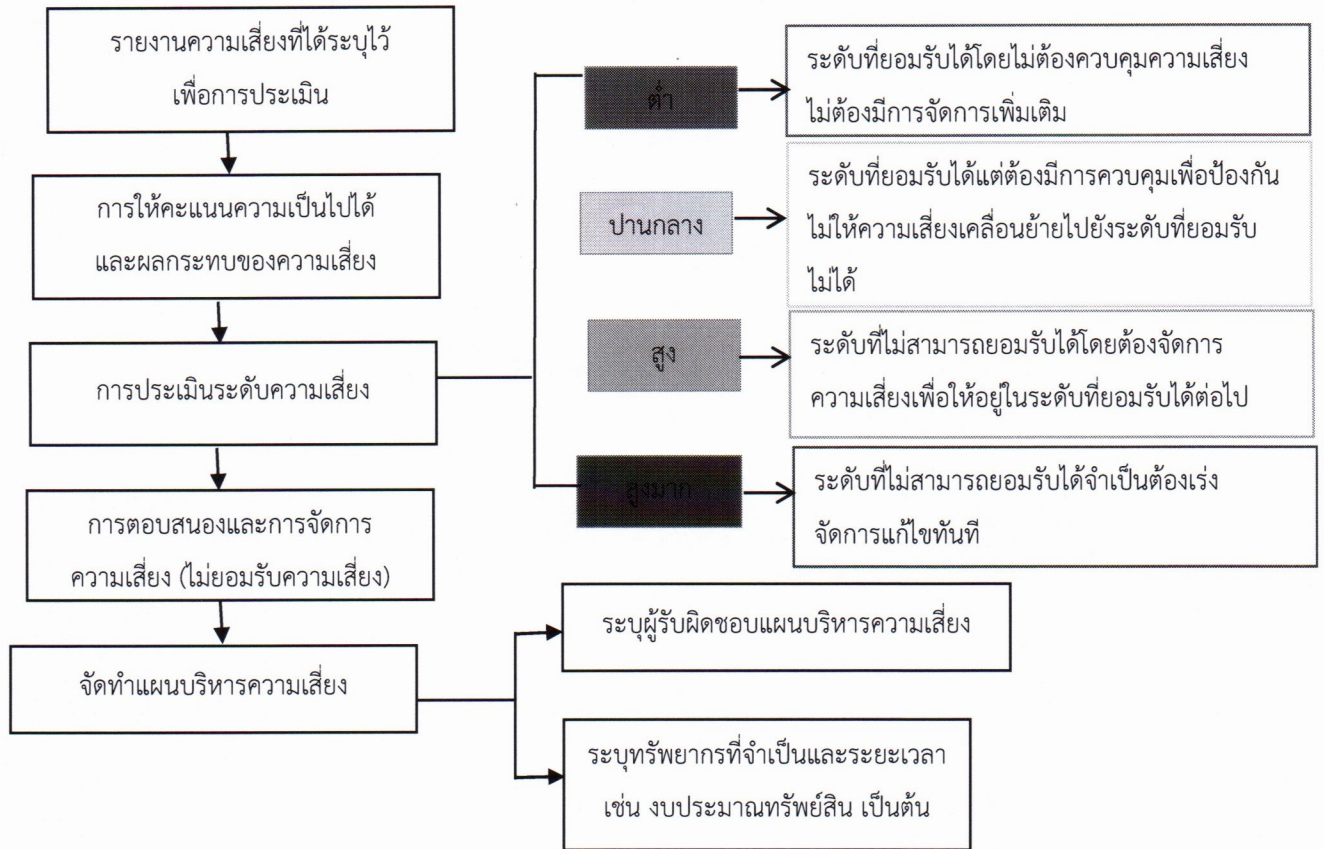 รายงานความเสี่ยงที่ได้ระบุไว้
เพื่อการประเมิน
การให้คะแนนความเป็นไปได้
และผลกระทบของความเสี่ยง
การประเมินระดับความเสี่ยง
การตอบสนองและการจัดการ
ความเสี่ยง (ไม่ยอมรับความเสี่ยง)
จัดทำแผนบริหารความเสี่ยง
ต่ำ
ระดับที่ยอมรับได้โดยไม่ต้องควบคุมความเสี่ยง
ไม่ต้องมีการจัดการเพิ่มเติม
ปานกลาง
ระดับที่ยอมรับได้แต่ต้องมีการควบคุมเพื่อป้องกัน
ไม่ให้ความเสี่ยงเคลื่อนย้ายไปยังระดับที่ยอมรับ
ไม่ได้
สูง
ระดับที่ไม่สามารถยอมรับได้โดยต้องจัดการ
ความเสี่ยงเพื่อให้อยู่ในระดับที่ยอมรับได้ต่อไป
สูงมาก
ระดับที่ไม่สามารถยอมรับได้จำเป็นต้องเร่ง
จัดการแก้ไขทันที
ระบุผู้รับผิดชอบแผนบริหารความเสี่ยง
ระบุทรัพยากรที่จำเป็นและระยะเวลา
เช่น งบประมาณทรัพย์สิน เป็นต้น